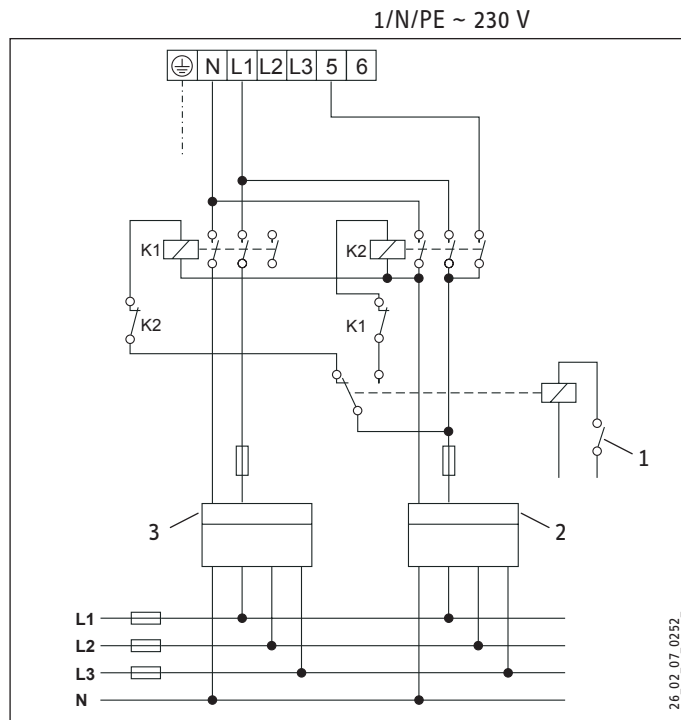 1/N/PE ~ 230 V
N L1 L2 L3 5 6
K1 K2
K2 K1
1
3 2
L1
L2
L3
N
26_02_07_0252_